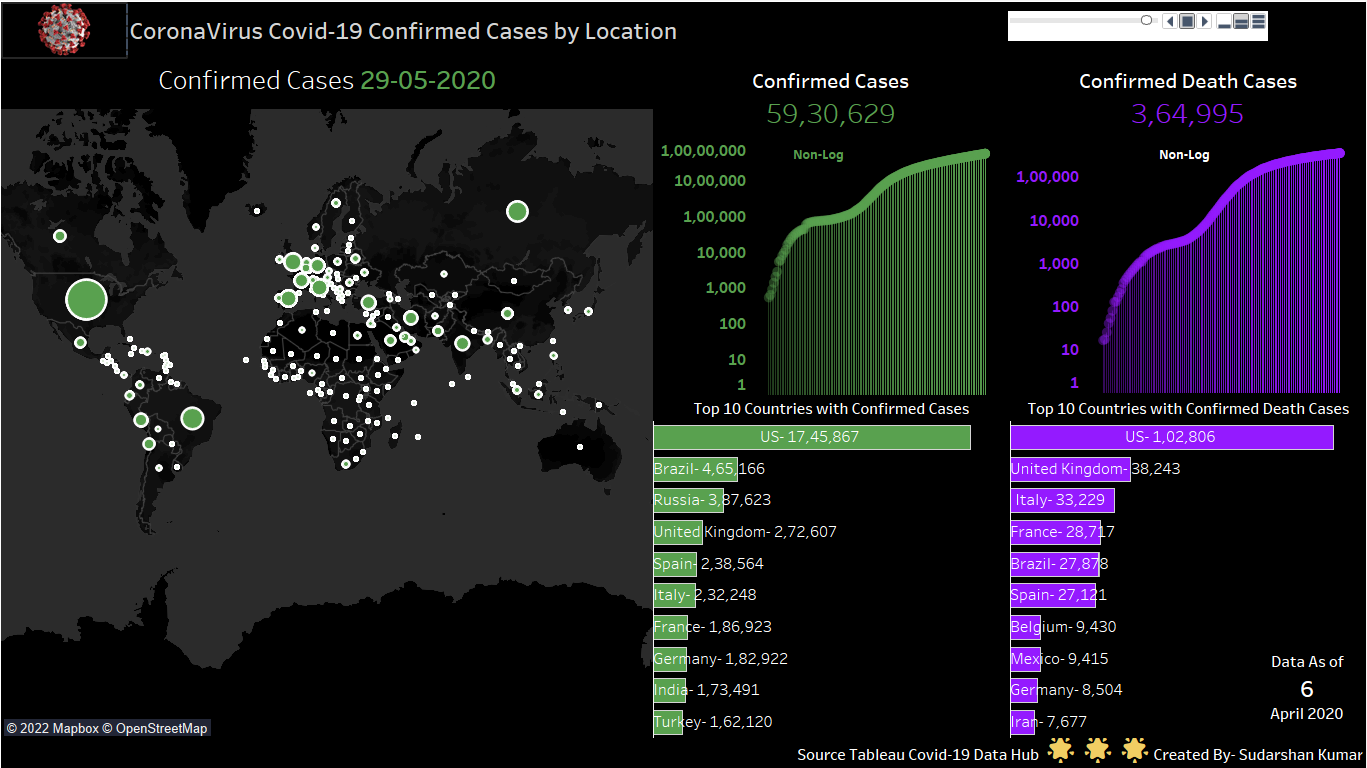 CoronaVirus Covid-19 Confirmed Cases by Location
Confirmed Cases 29-05-2020
Confirmed Cases
59,30,629
Non-Log
1,00,00,000
10,00,000
1,00,000
10,000
1,000
100
10
1
Confirmed Death Cases
3,64,995
Non-Log
1,00,000
10,000
1,000
100
10
1
Top 10 Countries with Confirmed Cases
US- 17,45,867
Brazil- 4,65,166
Russia- 3,87,623
United Kingdom- 2,72,607
Spain- 2,38,564
Italy- 2,32,248
France- 1,86,923
Germany- 1,82,922
India- 1,73,491
Turkey- 1,62,120
Top 10 Countries with Confirmed Death Cases
US- 1,02,806
United Kingdom- 38,243
Italy- 33,229
France- 28,717
Brazil- 27,878
Spain- 27,121
Belgium- 9,430
Mexico- 9,415
Germany- 8,504
Iran- 7,677
Data As of
6
April 2020
© 2022 Mapbox © OpenStreetMap
Source Tableau Covid-19 Data Hub
Created By- Sudarshan Kumar